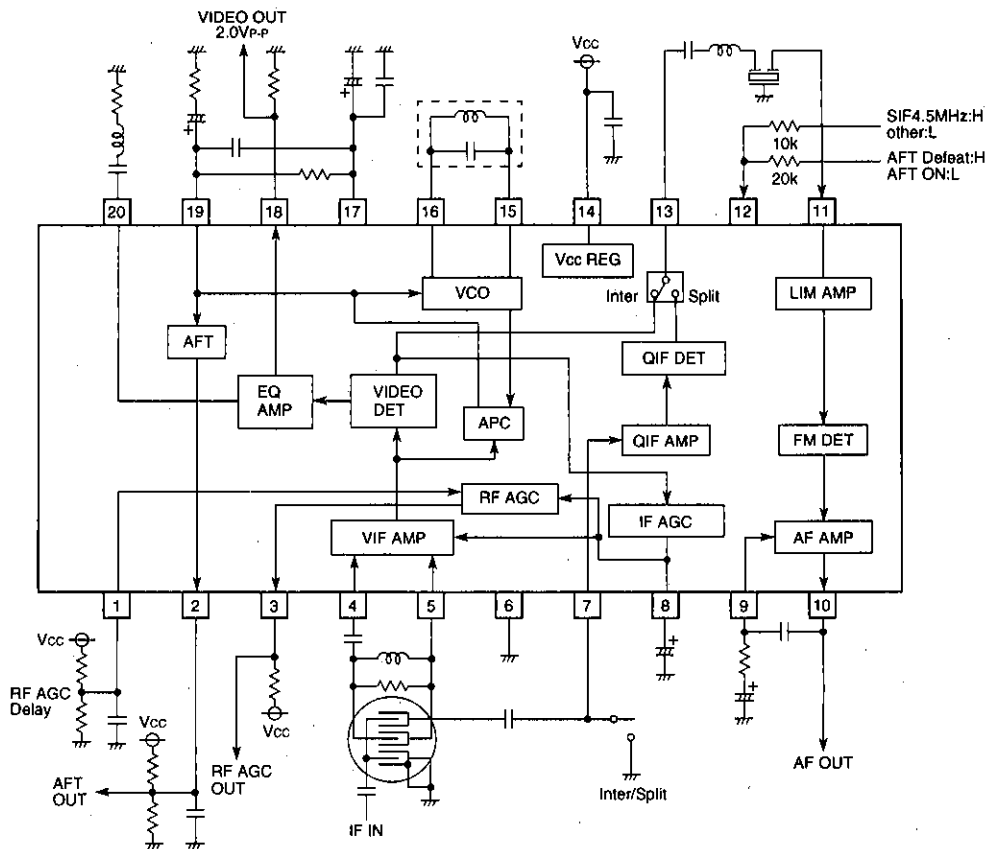 VIDEO OUT
2.0VP-P
Vcc
SIF4.5MHz:H
other:L
10k
AFT Defeat:H
AFT ON:L
20k
20
19
18
17
16
15
14
13
12
11
Vcc REG
VCO
Inter
Split
LIM AMP
AFT
QIF DET
EQ
AMP
VIDEO
DET
APC
QIF AMP
FM DET
RF AGC
IF AGC
VIF AMP
AF AMP
1
2
3
4
5
6
7
8
9
10
Vcc
RF AGC
Delay
Vcc
Vcc
AFT
OUT
RF AGC
OUT
IF IN
Inter/Split
AF OUT